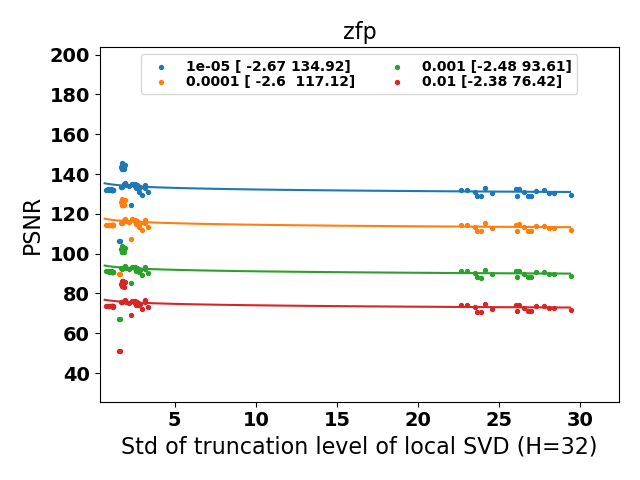 zfp
1e-05 [ -2.67 134.92]
0.0001 [ -2.6  117.12]
0.001 [-2.48 93.61]
0.01 [-2.38 76.42]
PSNR
200
180
160
140
120
100
80
60
40
5 10 15 20 25 30
Std of truncation level of local SVD (H=32)